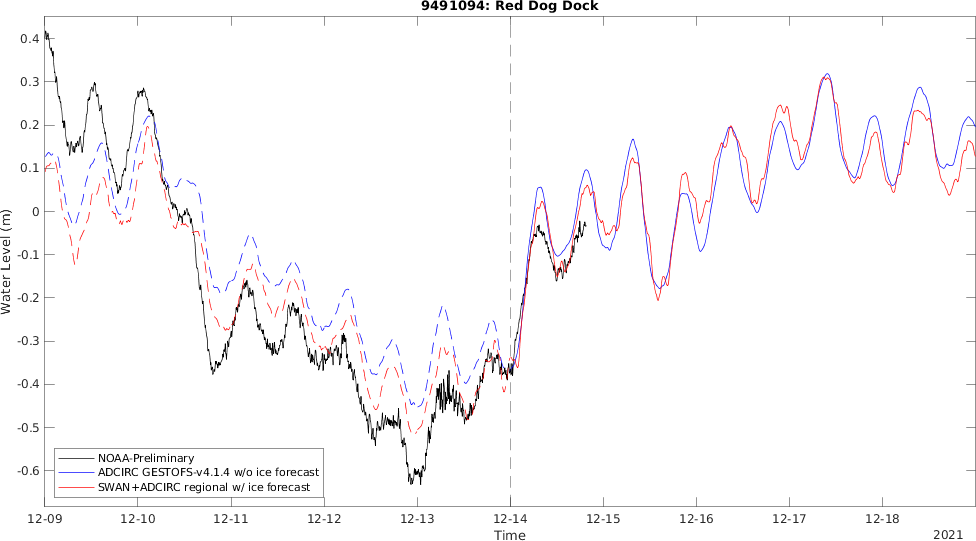 9491094: Red Dog Dock
0.4
0.3
0.2
0.1
0
-0.1
-0.2
-0.3
-0.4
-0.5
-0.6
Water Level (m)
NOAA-Preliminary
ADCIRC GESTOFS-v4.1.4 w/o ice forecast
SWAN+ADCIRC regional w/ ice forecast
12-09 12-10 12-11 12-12 12-13 12-14 12-15 12-16 12-17 12-18
Time
2021